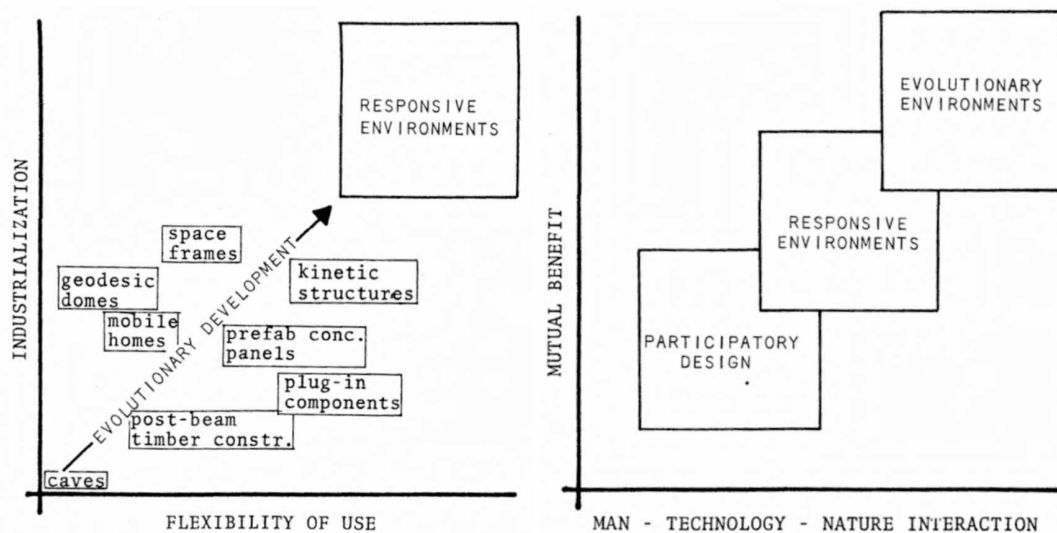 RESPONSIVE
ENVIRONMENTS
space
frames
geodesic
domes
kinetic
structures
mobile
homes
prefab conc.
panels
plug-in
components
post-beam
timber constr.
caves
EVOLUTIONARY DEVELOPMENT
INDUSTRIALIZATION
FLEXIBILITY OF USE
EVOLUTIONARY
ENVIRONMENTS
RESPONSIVE
ENVIRONMENTS
PARTICIPATORY
DESIGN
MUTUAL BENEFIT
MAN - TECHNOLOGY - NATURE INTERACTION